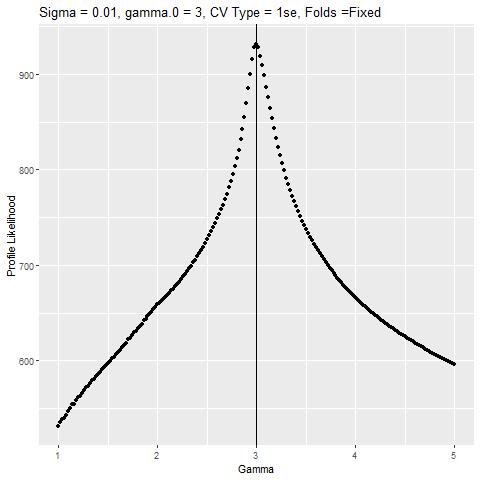 Sigma = 0.01, gamma.0 = 3, CV Type = 1se, Folds =Fixed
Profile Likelihood
900
800
700
600
1 2 3 4 5
Gamma